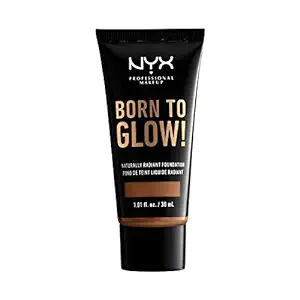 NYX
PROFESSIONAL
MAKEUP
BORN TO
GLOW!
NATURALLY RADIANT FOUNDATION
FOND DE TEINT LIQUIDE RADIANT
1.01 fl. oz. / 30 mL